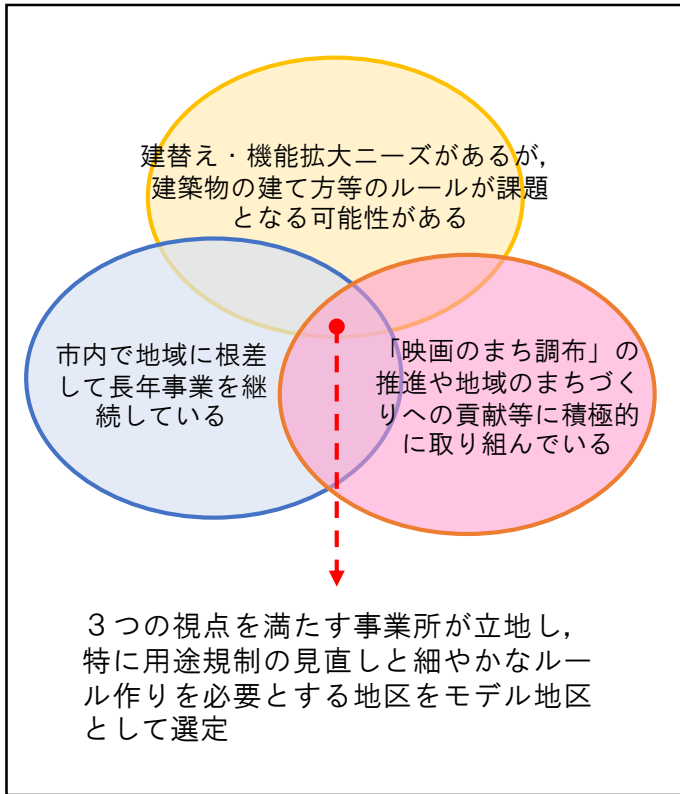 建替え・機能拡大ニーズがあるが,
建築物の建て方等のルールが課題
となる可能性がある
市内で地域に根差
して長年事業を継
続している
「映画のまち調布」の
推進や地域のまちづく
りへの貢献等に積極的
に取り組んでいる
３つの視点を満たす事業所が立地し,
特に用途規制の見直しと細やかなルー
ル作りを必要とする地区をモデル地区
として選定